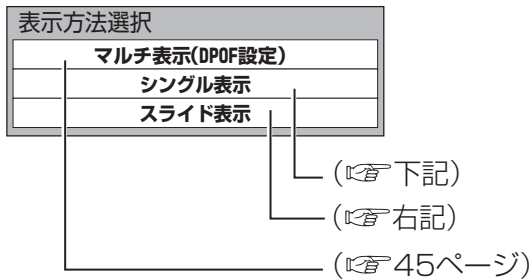 表示方法選択
マルチ表示(DPOF設定)
シングル表示
スライド表示
(☞下記)
(☞右記)
(☞45ページ)